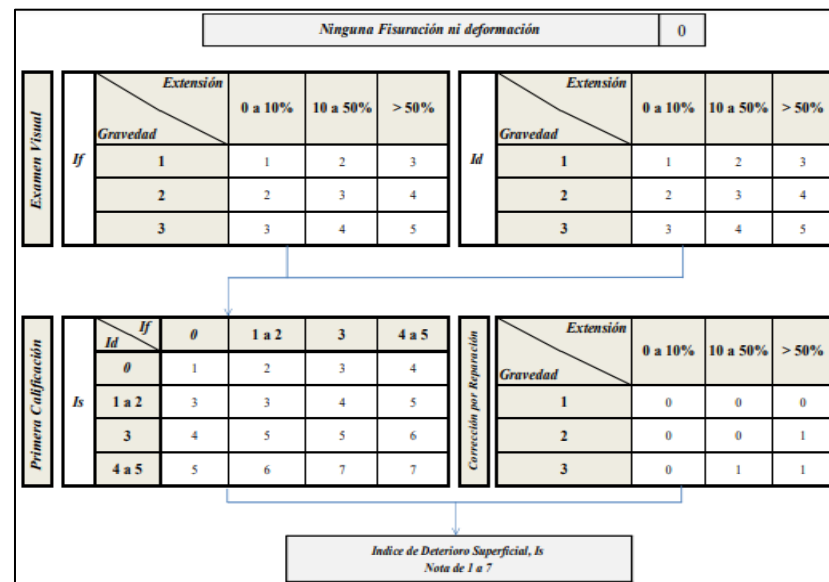 Ninguna Fisuración ni deformación 0
Examen Visual
If
Extensión
Gravedad
0 a 10% 10 a 50% > 50%
1 1 2 3
2 2 3 4
3 3 4 5
Id
Extensión
Gravedad
0 a 10% 10 a 50% > 50%
1 1 2 3
2 2 3 4
3 3 4 5
Primera Calificación
Is
If
Id
0 1 a 2 3 4 a 5
0 1 2 3 4
1 a 2 3 3 4 5
3 4 5 5 6
4 a 5 5 6 7 7
Corrección por Reparación
Extensión
Gravedad
0 a 10% 10 a 50% > 50%
1 0 0 0
2 0 0 1
3 0 1 1
Indice de Deterioro Superficial, Is
Nota de 1 a 7